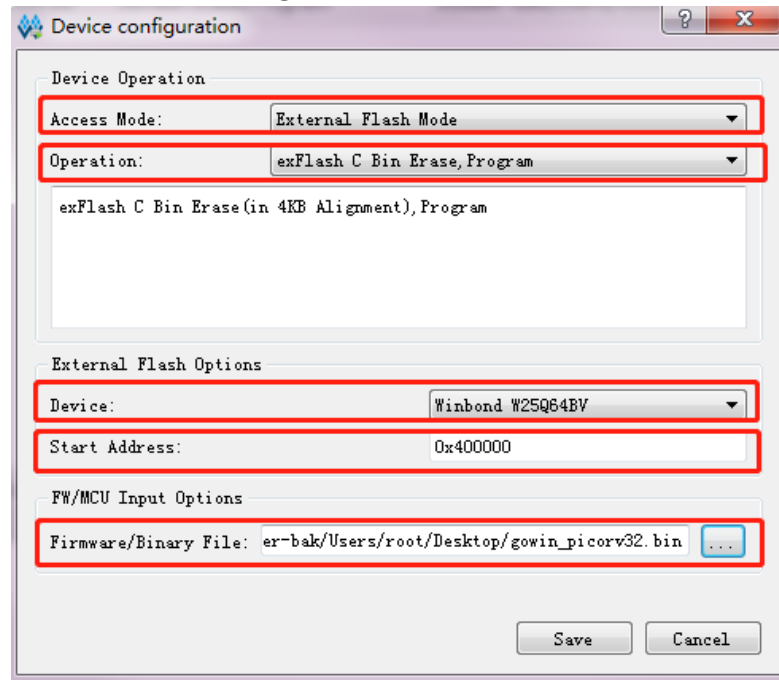 Device configuration
?
x
Device Operation
Access Mode: External Flash Mode
Operation: exFlash C Bin Erase,Program
exFlash C Bin Erase(in 4KB Alignment),Program
External Flash Options
Device: Winbond W25Q64BV
Start Address: 0x400000
FW/MCU Input Options
Firmware/Binary File: er-bak/Users/root/Desktop/gowin_picorv32.bin ...
Save Cancel